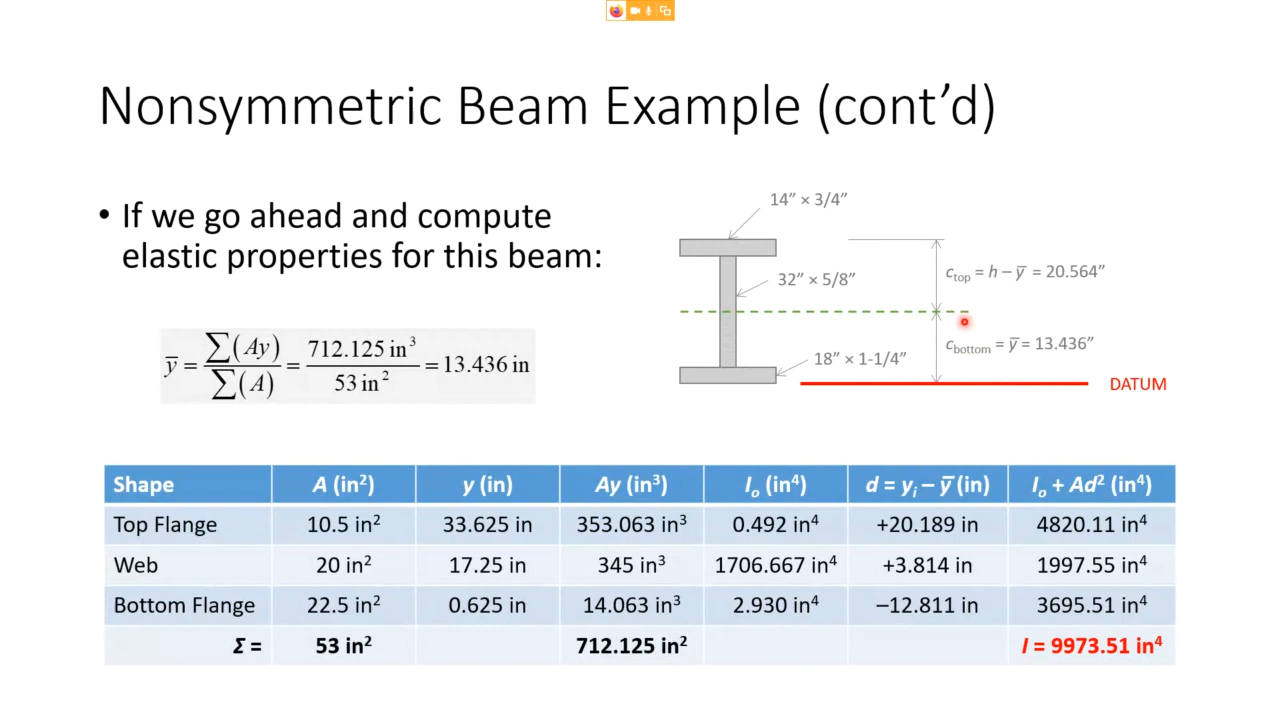 Nonsymmetric Beam Example (cont’d)
• If we go ahead and compute
elastic properties for this beam:
y̅ = ∑(Ay) / ∑(A) = 712.125 in³ / 53 in² = 13.436 in
14” × 3/4”
32” × 5/8”
18” × 1-1/4”
c_top = h – y̅ = 20.564”
c_bottom = y̅ = 13.436”
DATUM
Shape A (in²) y (in) Ay (in³) I_o (in⁴) d = y_i – y̅ (in) I_o + Ad² (in⁴)
Top Flange 10.5 in² 33.625 in 353.063 in³ 0.492 in⁴ +20.189 in 4820.11 in⁴
Web 20 in² 17.25 in 345 in³ 1706.667 in⁴ +3.814 in 1997.55 in⁴
Bottom Flange 22.5 in² 0.625 in 14.063 in³ 2.930 in⁴ –12.811 in 3695.51 in⁴
Σ = 53 in² 712.125 in² I = 9973.51 in⁴